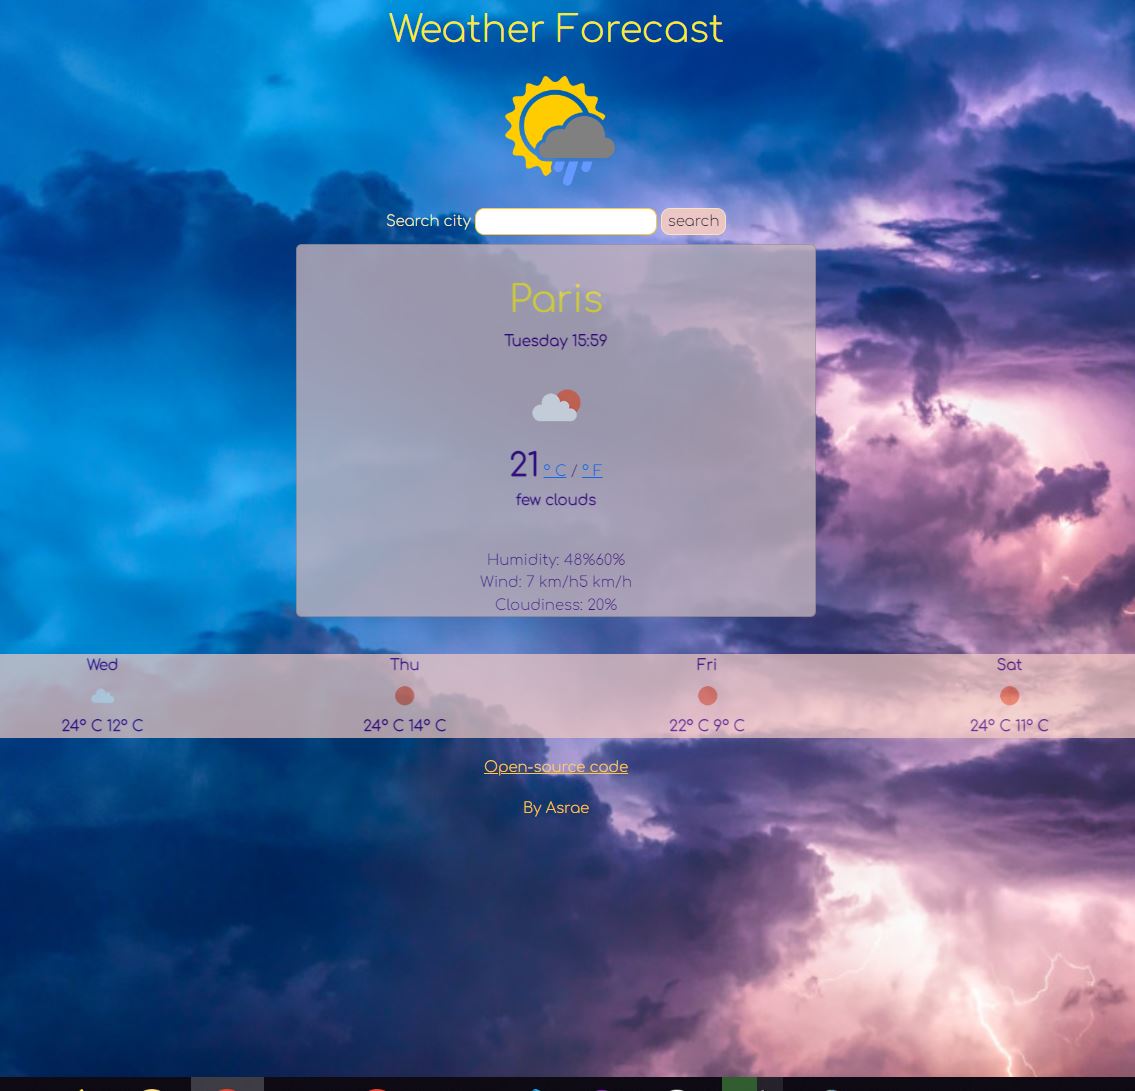 Weather Forecast
Search city search
Paris
Tuesday 15:59
21 ° C / ° F
few clouds
Humidity: 48%60%
Wind: 7 km/h5 km/h
Cloudiness: 20%
Wed Thu Fri Sat
24° C 12° C 24° C 14° C 22° C 9° C 24° C 11° C
Open-source code
By Asrae